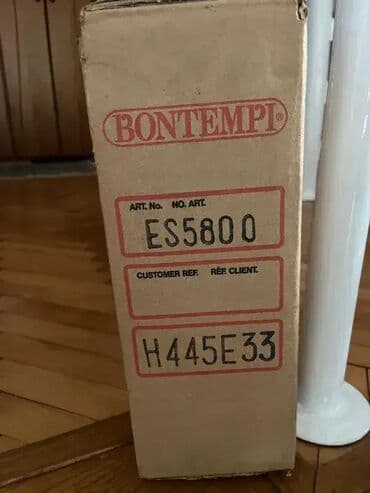 BONTEMPI®
ART. No. NO. ART.
ES5800
CUSTOMER REF. RÉF. CLIENT.
H445E33